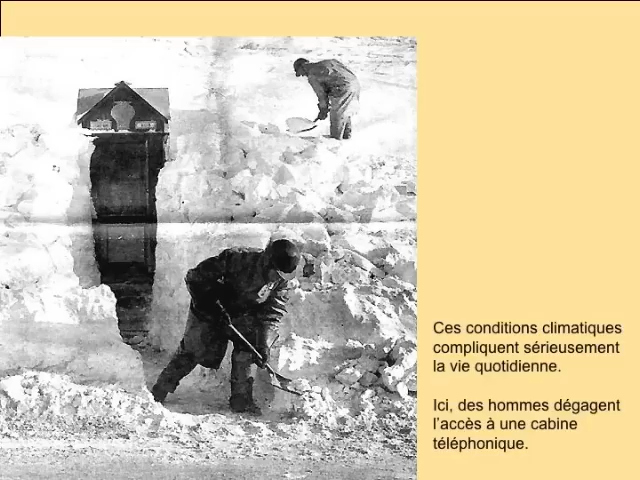 Ces conditions climatiques
compliquent sérieusement
la vie quotidienne.
Ici, des hommes dégagent
l'accès à une cabine
téléphonique.